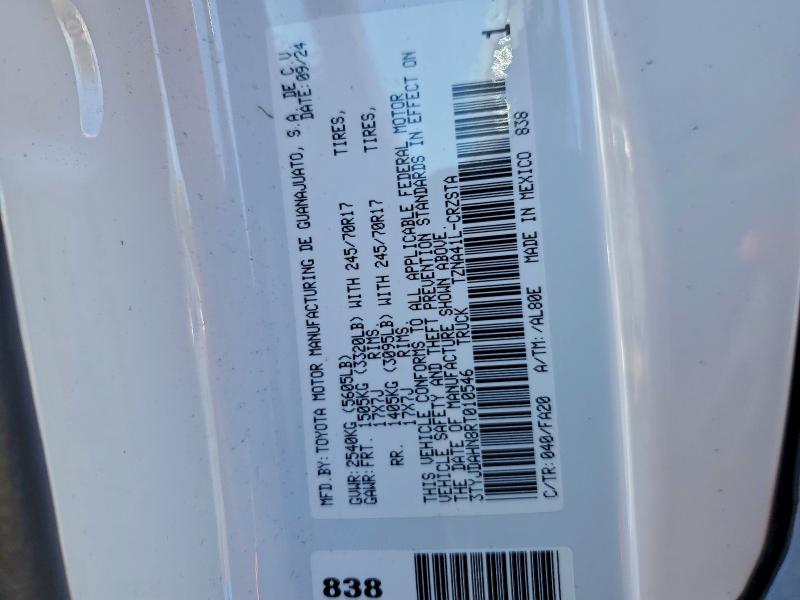 MFD.BY:TOYOTA MOTOR MANUFACTURING DE GUANAJUATO, S.A. DE C.V.
DATE:09/24
GVWR:2540KG (5605LB)
GAWR:FRT. 1505KG (3320LB) WITH 245/70R17 TIRES,
17X7J RIMS.
RR. 1405KG (3095LB) WITH 245/70R17 TIRES,
17X7J RIMS.
THIS VEHICLE CONFORMS TO ALL APPLICABLE FEDERAL MOTOR
VEHICLE SAFETY AND THEFT PREVENTION STANDARDS IN EFFECT ON
THE DATE OF MANUFACTURE SHOWN ABOVE.
3TYJDAHN8RT010546 TRUCK TZNA41L-CRZSTA
1
C/TR:040/FA20 A/TM: /AL80E MADE IN MEXICO 838
838